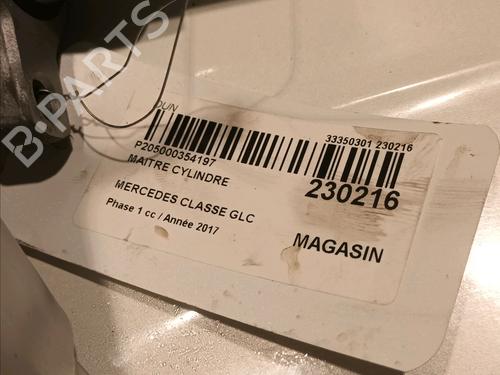 B-PARTS
DUN
33350301 230216
P205000354197
MAITRE CYLINDRE
230216
MERCEDES CLASSE GLC
Phase 1 cc / Année 2017
MAGASIN